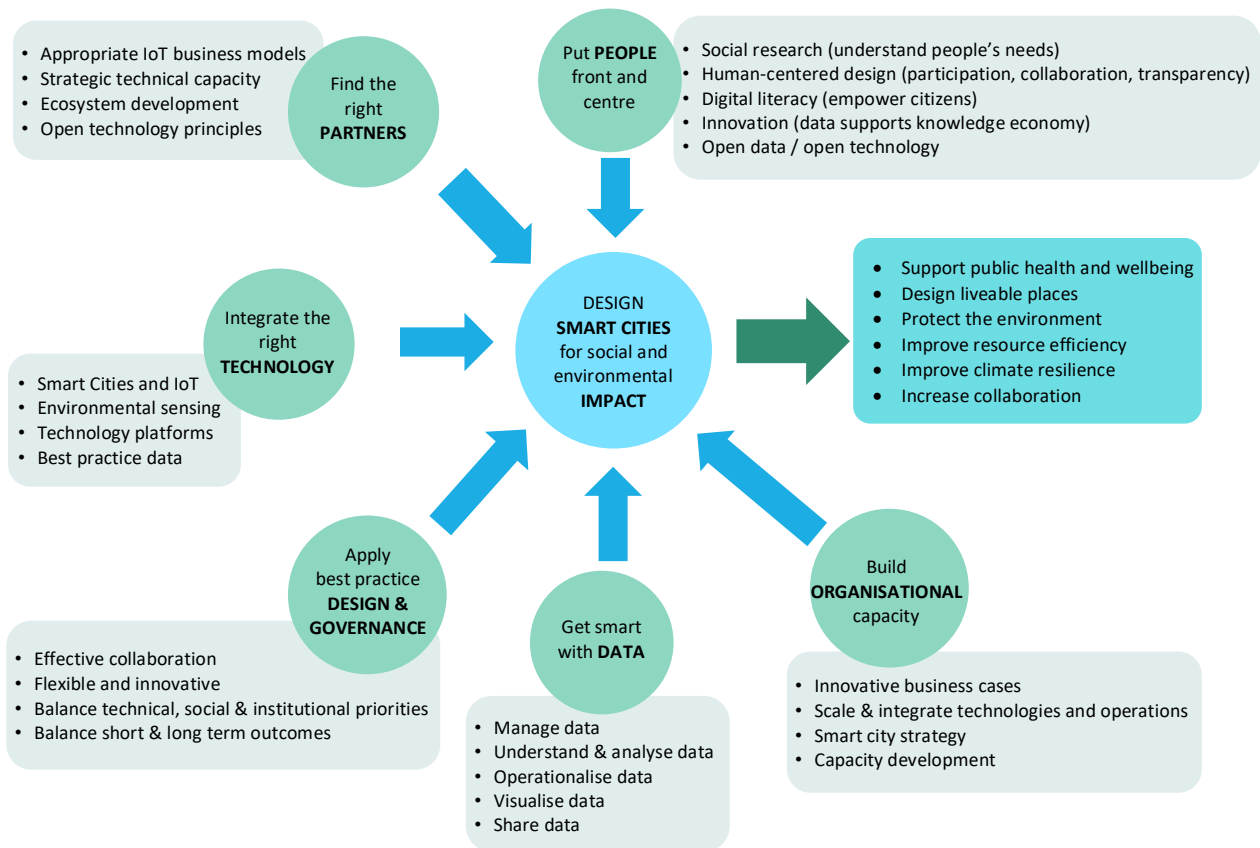 • Appropriate IoT business models
• Strategic technical capacity
• Ecosystem development
• Open technology principles
Find the
right
PARTNERS
Put PEOPLE
front and
centre
• Social research (understand people's needs)
• Human-centered design (participation, collaboration, transparency)
• Digital literacy (empower citizens)
• Innovation (data supports knowledge economy)
• Open data / open technology
Integrate the
right
TECHNOLOGY
• Smart Cities and IoT
• Environmental sensing
• Technology platforms
• Best practice data
DESIGN
SMART CITIES
for social and
environmental
IMPACT
• Support public health and wellbeing
• Design liveable places
• Protect the environment
• Improve resource efficiency
• Improve climate resilience
• Increase collaboration
Apply
best practice
DESIGN &
GOVERNANCE
• Effective collaboration
• Flexible and innovative
• Balance technical, social & institutional priorities
• Balance short & long term outcomes
Get smart
with DATA
• Manage data
• Understand & analyse data
• Operationalise data
• Visualise data
• Share data
Build
ORGANISATIONAL
capacity
• Innovative business cases
• Scale & integrate technologies and operations
• Smart city strategy
• Capacity development